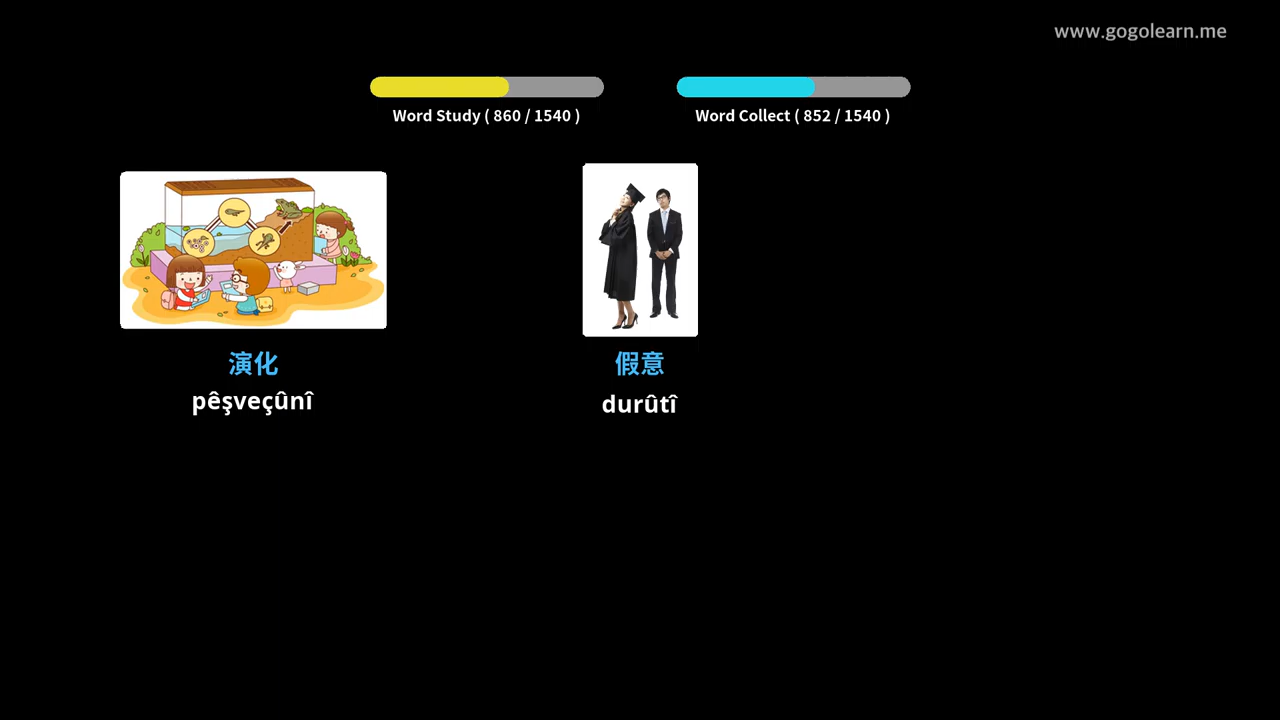 www.gogolearn.me
Word Study ( 860 / 1540 )
Word Collect ( 852 / 1540 )
演化
pêşveçûnî
假意
durûtî